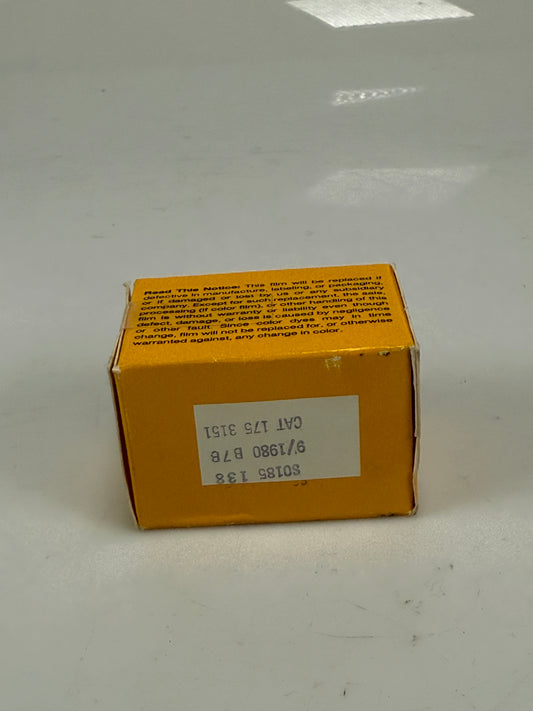 Read This Notice: This film will be replaced if
defective in manufacture, labeling, or packaging,
or if damaged or lost by us or any subsidiary
company. Except for such replacement, the sale,
processing (if color film), or other handling of this
film is without warranty or liability even though
defect, damage, or loss is caused by negligence
or other fault. Since color dyes may in time
change, film will not be replaced for, or otherwise
warranted against, any change in color.
SO185 138
9/1980 B7B
CAT 175 3151